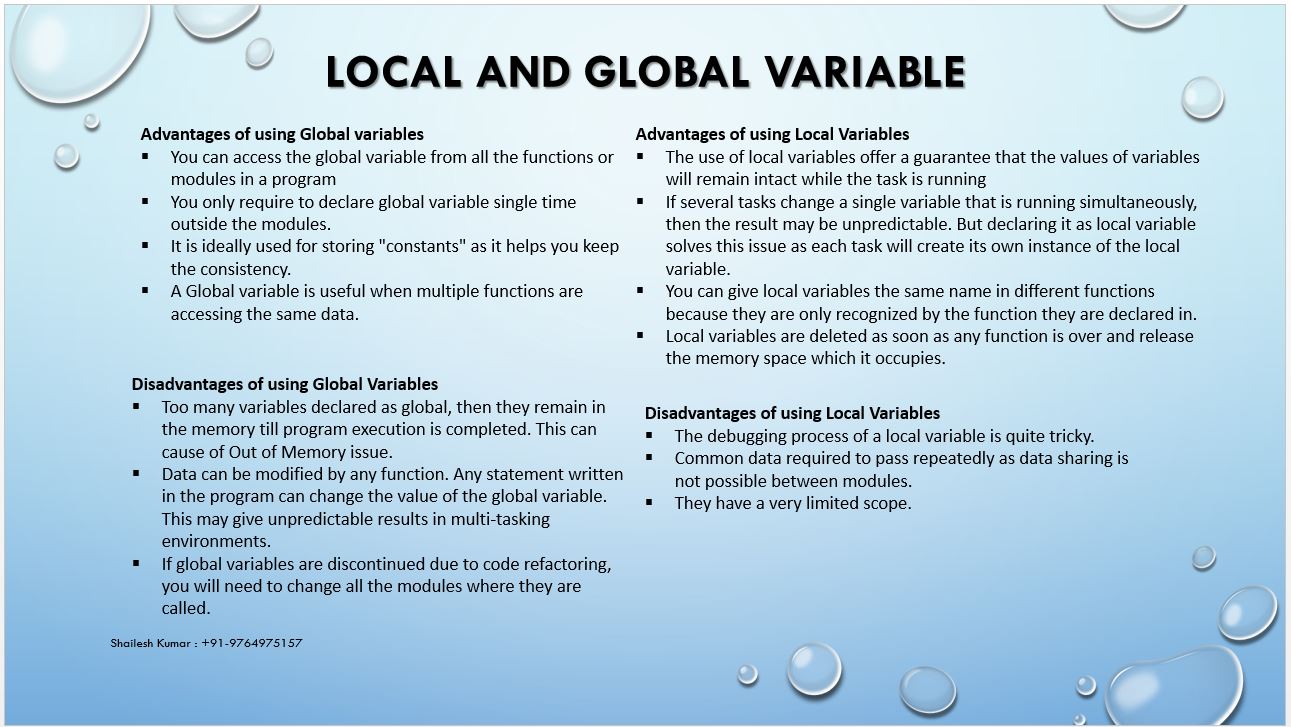 LOCAL AND GLOBAL VARIABLE
Advantages of using Global variables
▪ You can access the global variable from all the functions or
modules in a program
▪ You only require to declare global variable single time
outside the modules.
▪ It is ideally used for storing "constants" as it helps you keep
the consistency.
▪ A Global variable is useful when multiple functions are
accessing the same data.
Disadvantages of using Global Variables
▪ Too many variables declared as global, then they remain in
the memory till program execution is completed. This can
cause of Out of Memory issue.
▪ Data can be modified by any function. Any statement written
in the program can change the value of the global variable.
This may give unpredictable results in multi-tasking
environments.
▪ If global variables are discontinued due to code refactoring,
you will need to change all the modules where they are
called.
Advantages of using Local Variables
▪ The use of local variables offer a guarantee that the values of variables
will remain intact while the task is running
▪ If several tasks change a single variable that is running simultaneously,
then the result may be unpredictable. But declaring it as local variable
solves this issue as each task will create its own instance of the local
variable.
▪ You can give local variables the same name in different functions
because they are only recognized by the function they are declared in.
▪ Local variables are deleted as soon as any function is over and release
the memory space which it occupies.
Disadvantages of using Local Variables
▪ The debugging process of a local variable is quite tricky.
▪ Common data required to pass repeatedly as data sharing is
not possible between modules.
▪ They have a very limited scope.
Shailesh Kumar : +91-9764975157